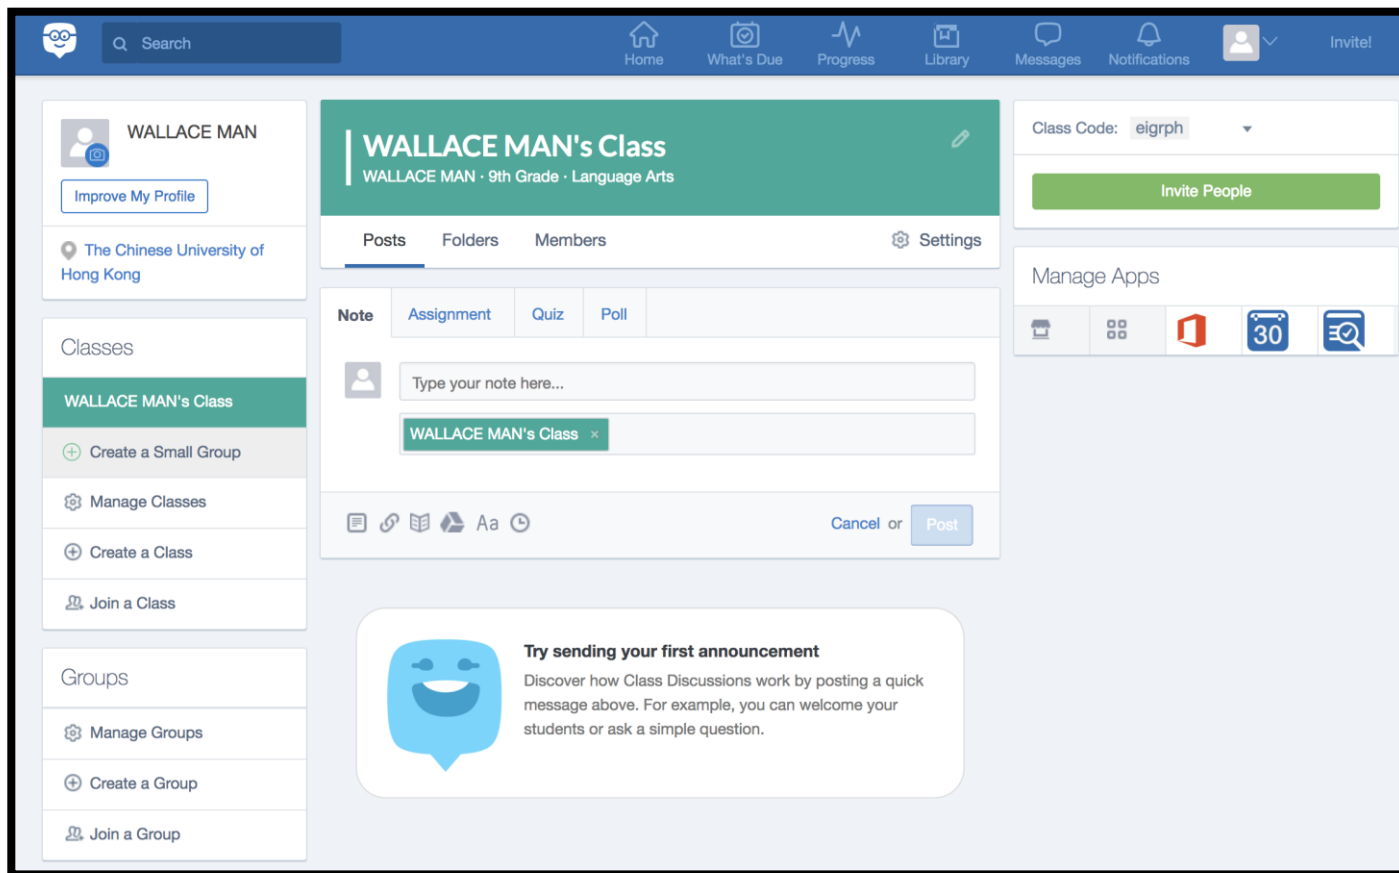 Search
Home
What's Due
Progress
Library
Messages
Notifications
Invite!
WALLACE MAN
Improve My Profile
The Chinese University of
Hong Kong
Classes
WALLACE MAN's Class
Create a Small Group
Manage Classes
Create a Class
Join a Class
Groups
Manage Groups
Create a Group
Join a Group
WALLACE MAN's Class
WALLACE MAN · 9th Grade · Language Arts
Posts Folders Members Settings
Note Assignment Quiz Poll
Type your note here...
WALLACE MAN's Class ×
Aa
Cancel or Post
Try sending your first announcement
Discover how Class Discussions work by posting a quick
message above. For example, you can welcome your
students or ask a simple question.
Class Code: eigrph
Invite People
Manage Apps
30